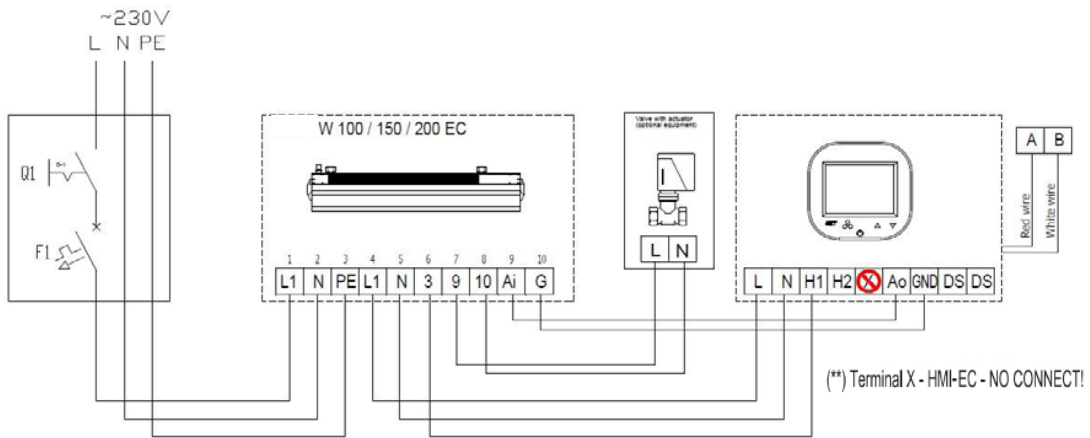 ~230V
L N PE
Q1
F1
W 100 / 150 / 200 EC
1 2 3 4 5 6 7 8 9 10
L1 N PE L1 N 3 9 10 Ai G
Valve with actuator
(optional equipment)
L N
L N H1 H2 X Ao GND DS DS
A B
Red wire
White wire
(**) Terminal X - HMI-EC - NO CONNECT!